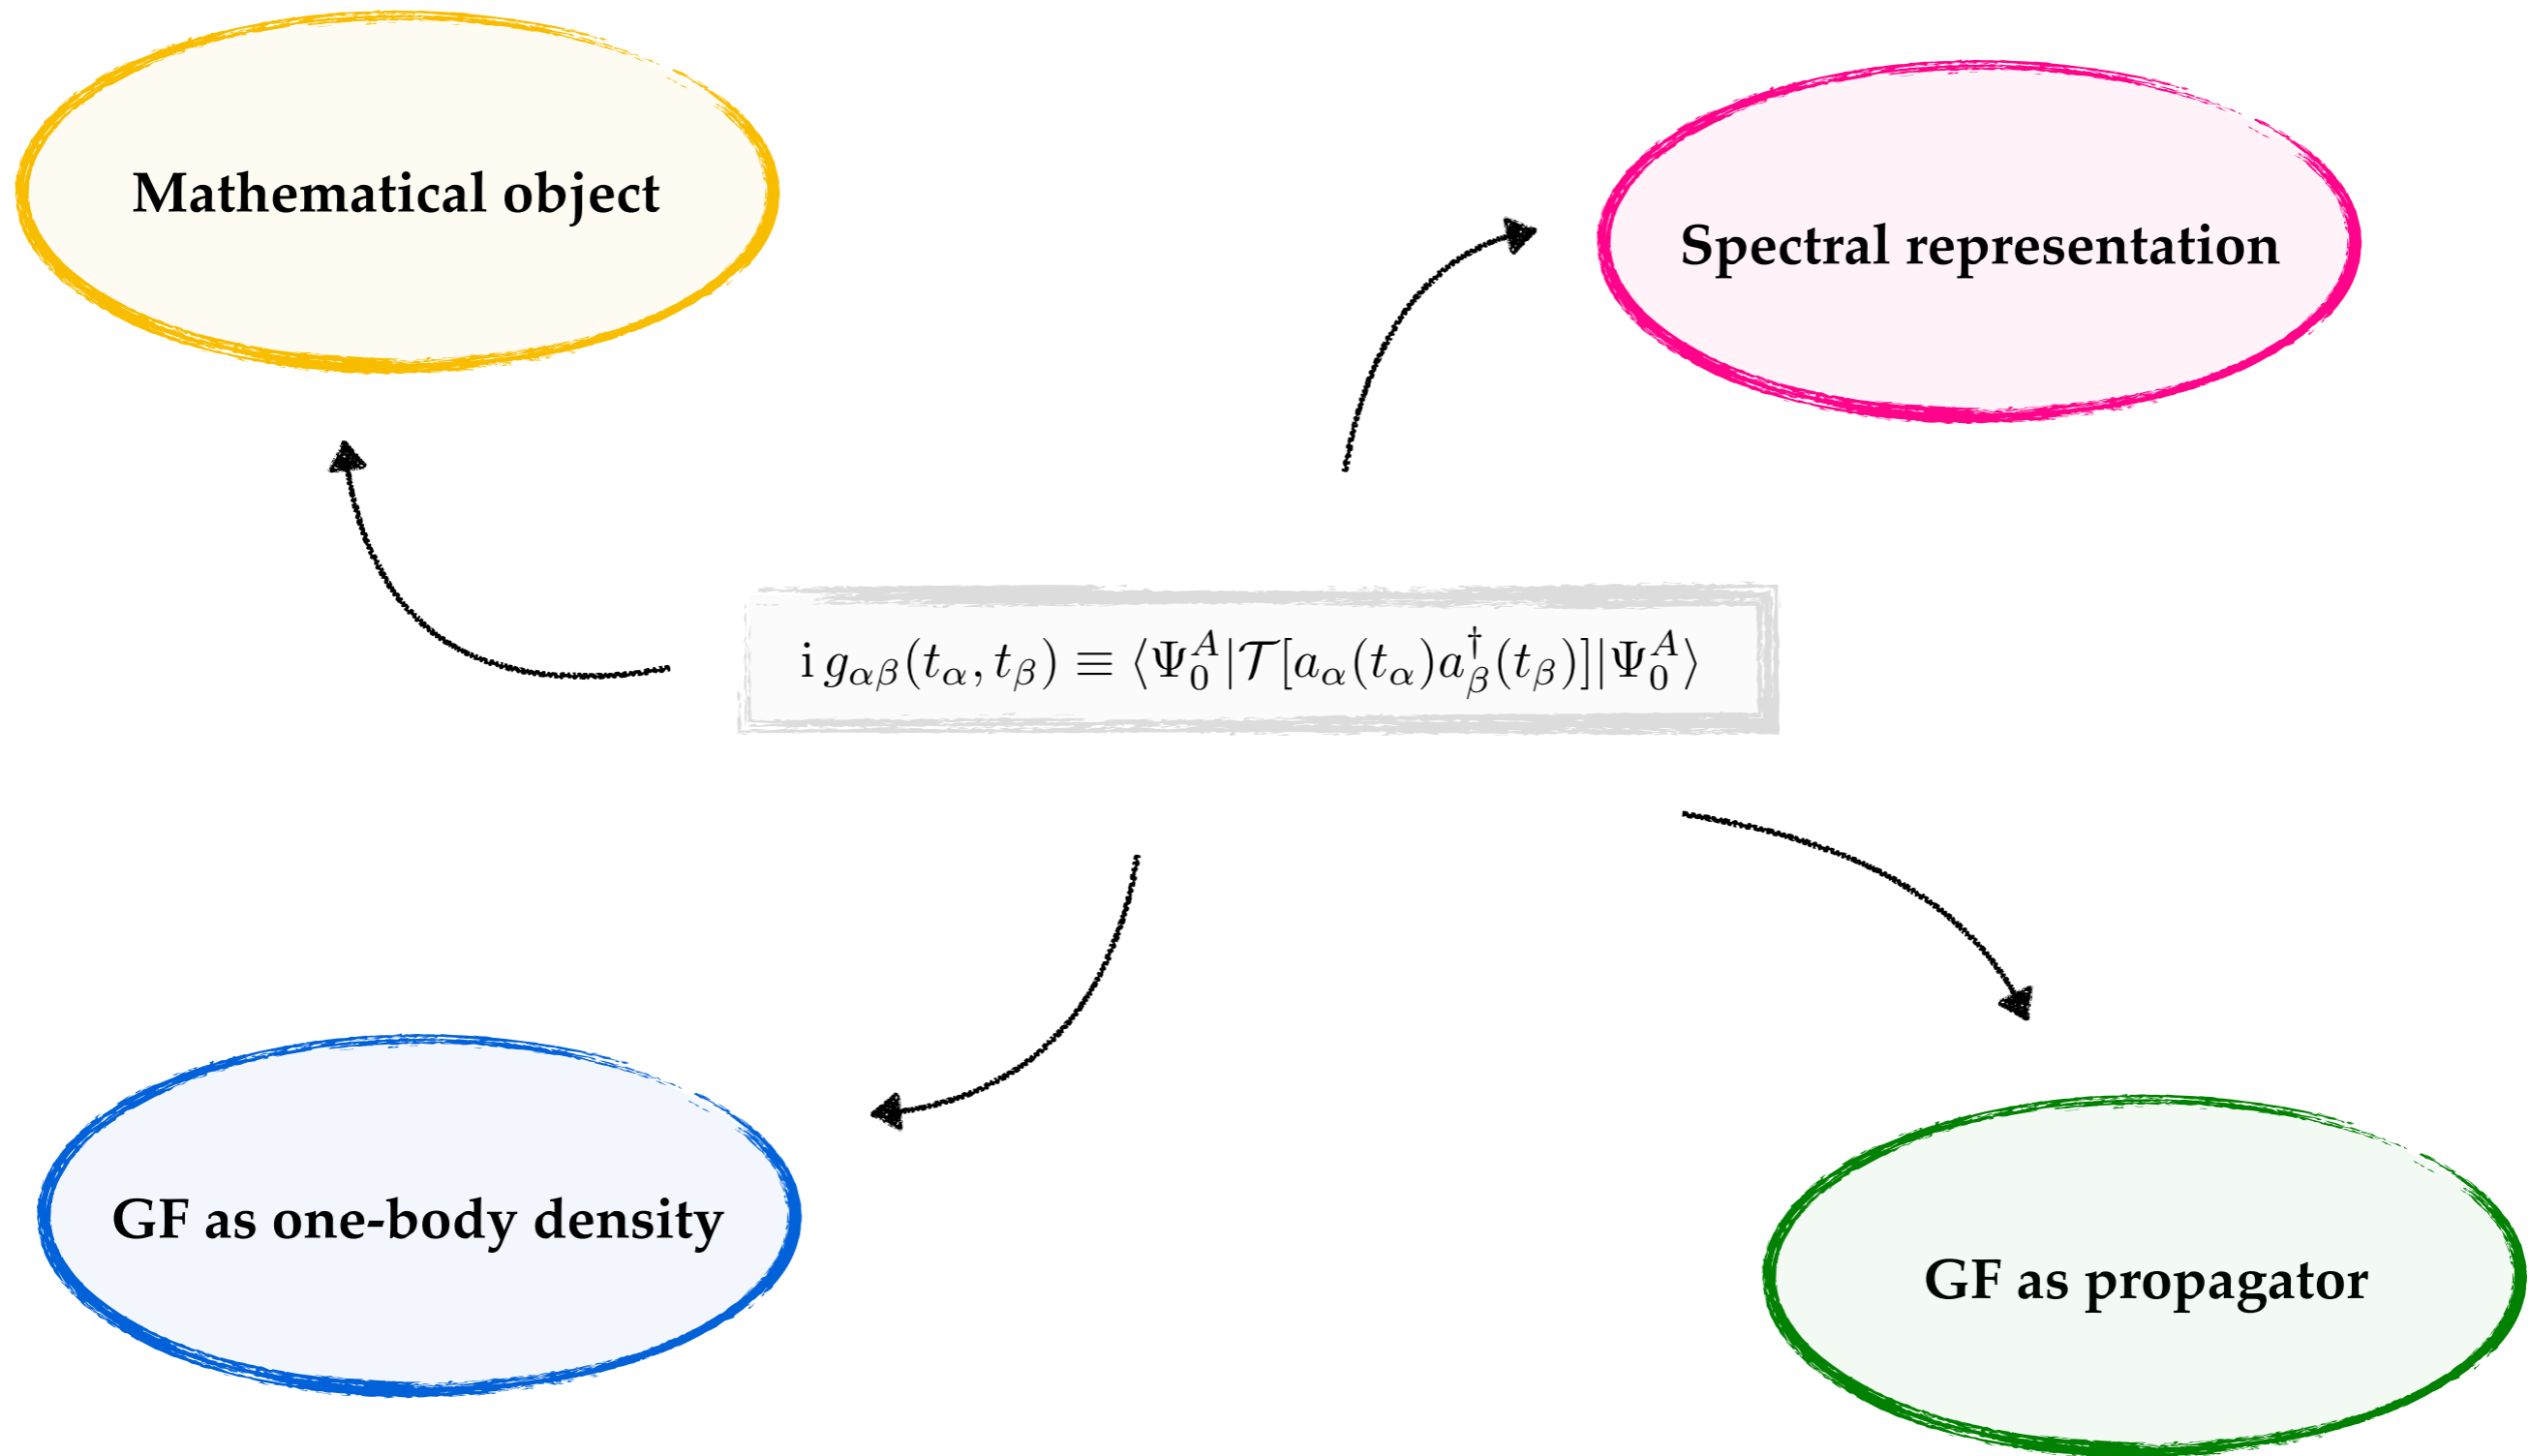 Mathematical object
Spectral representation
i g_{αβ}(t_α, t_β) ≡ ⟨Ψ_0^A|𝒯[a_α(t_α)a_β^†(t_β)]|Ψ_0^A⟩
GF as one-body density
GF as propagator